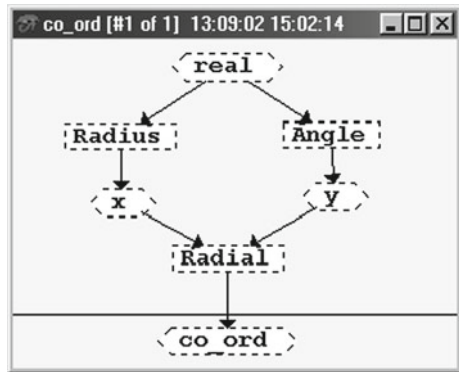 co_ord [#1 of 1] 13:09:02 15:02:14
real
Radius Angle
x y
Radial
co_ord